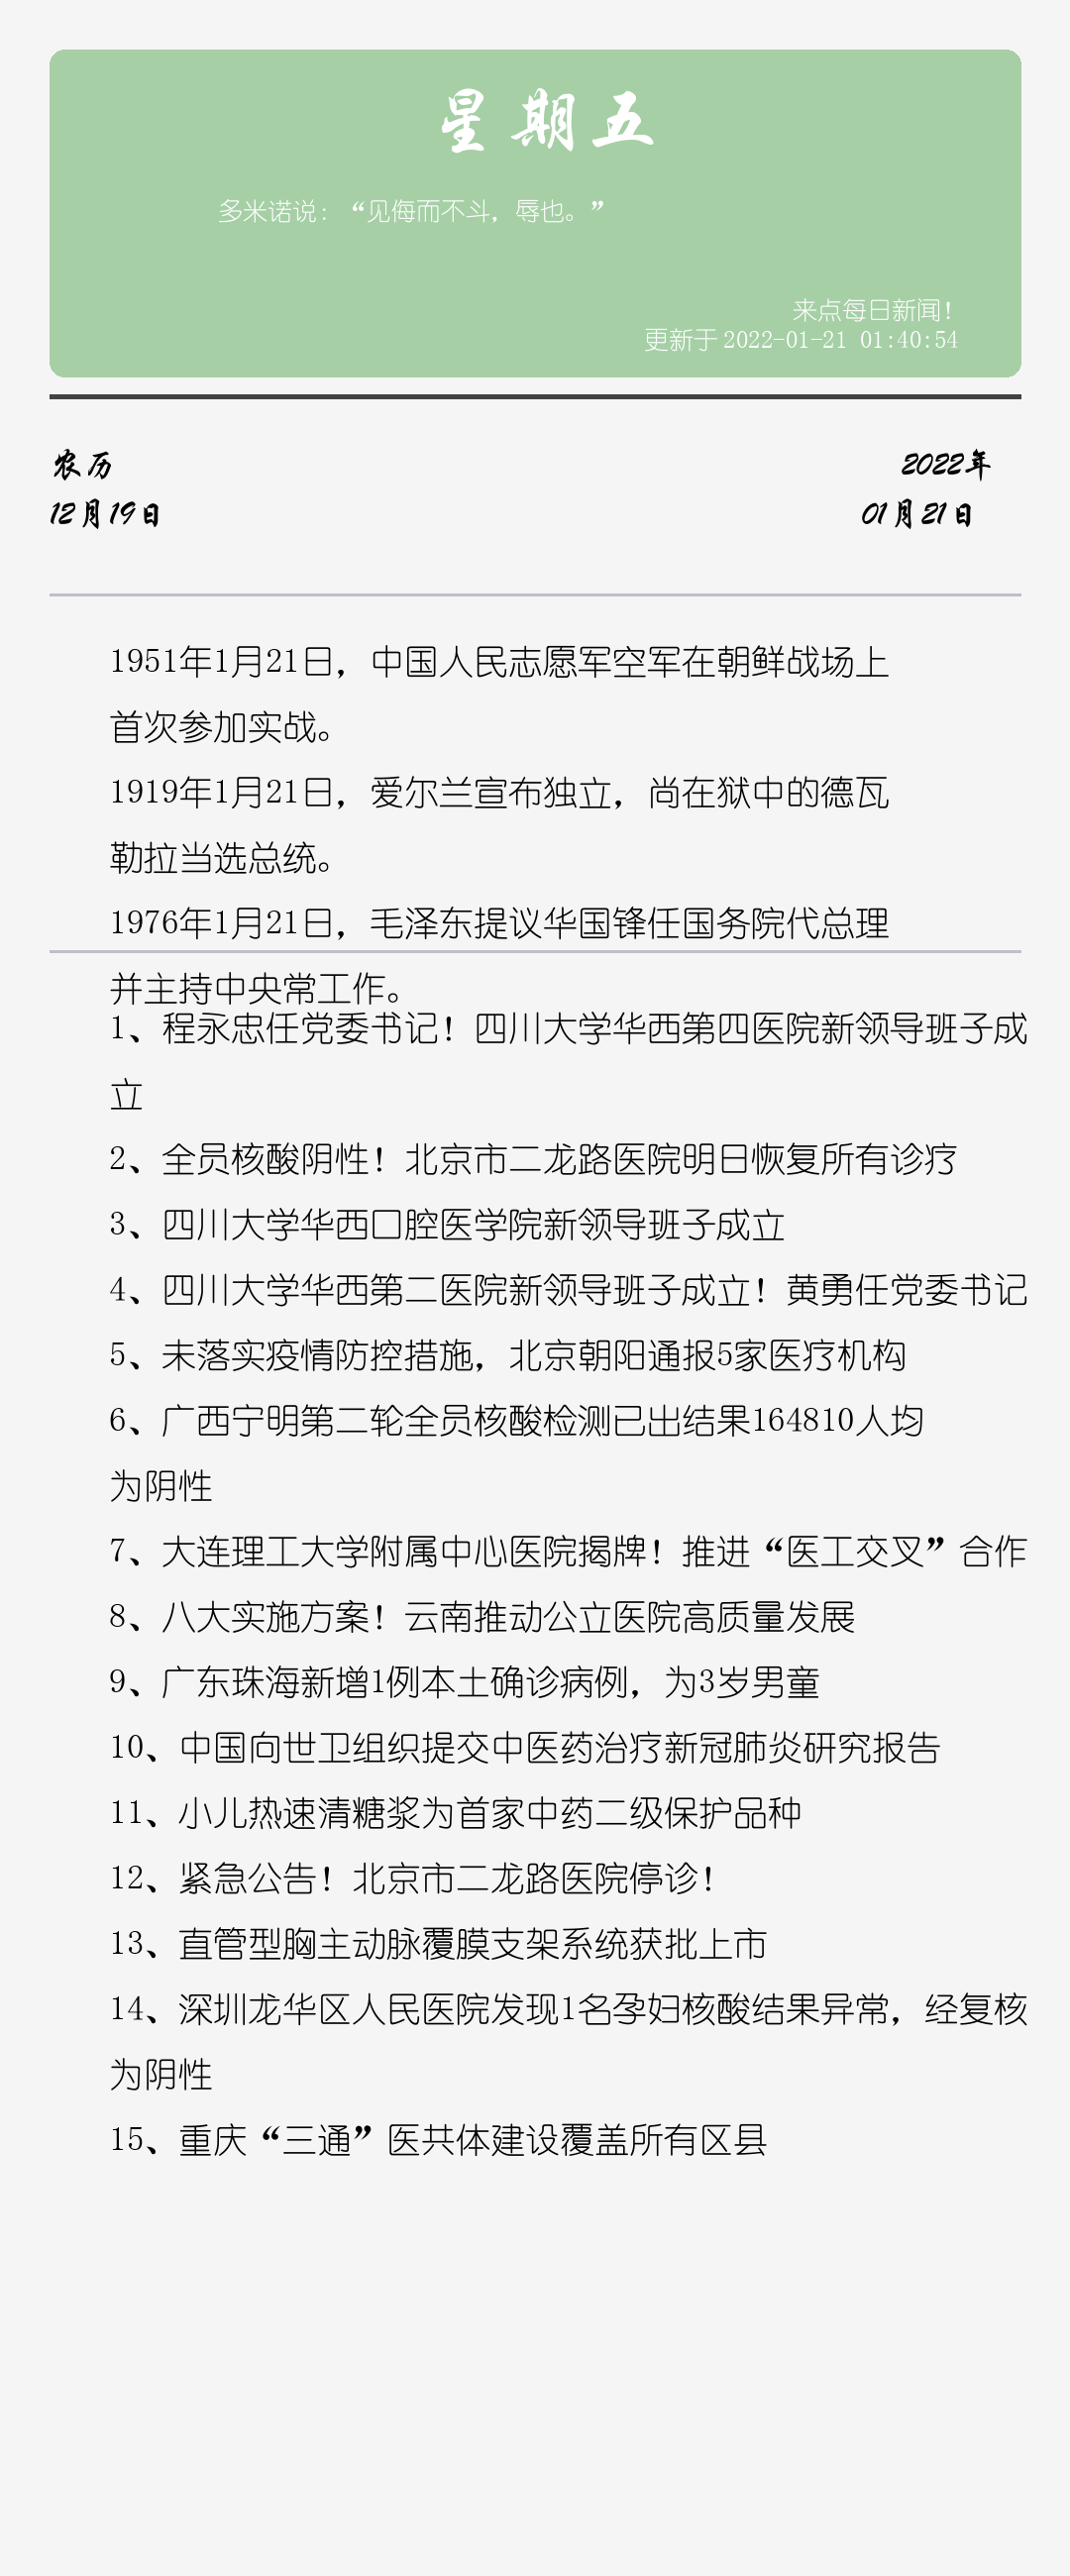 星期五
多米诺说：“见侮而不斗，辱也。”
来点每日新闻！
更新于 2022-01-21 01:40:54
农历
12月19日
2022年
01月21日
1951年1月21日，中国人民志愿军空军在朝鲜战场上
首次参加实战。
1919年1月21日，爱尔兰宣布独立，尚在狱中的德瓦
勒拉当选总统。
1976年1月21日，毛泽东提议华国锋任国务院代总理
并主持中央常工作。
1、程永忠任党委书记！四川大学华西第四医院新领导班子成
立
2、全员核酸阴性！北京市二龙路医院明日恢复所有诊疗
3、四川大学华西口腔医学院新领导班子成立
4、四川大学华西第二医院新领导班子成立！黄勇任党委书记
5、未落实疫情防控措施，北京朝阳通报5家医疗机构
6、广西宁明第二轮全员核酸检测已出结果164810人均
为阴性
7、大连理工大学附属中心医院揭牌！推进“医工交叉”合作
8、八大实施方案！云南推动公立医院高质量发展
9、广东珠海新增1例本土确诊病例，为3岁男童
10、中国向世卫组织提交中医药治疗新冠肺炎研究报告
11、小儿热速清糖浆为首家中药二级保护品种
12、紧急公告！北京市二龙路医院停诊！
13、直管型胸主动脉覆膜支架系统获批上市
14、深圳龙华区人民医院发现1名孕妇核酸结果异常，经复核
为阴性
15、重庆“三通”医共体建设覆盖所有区县